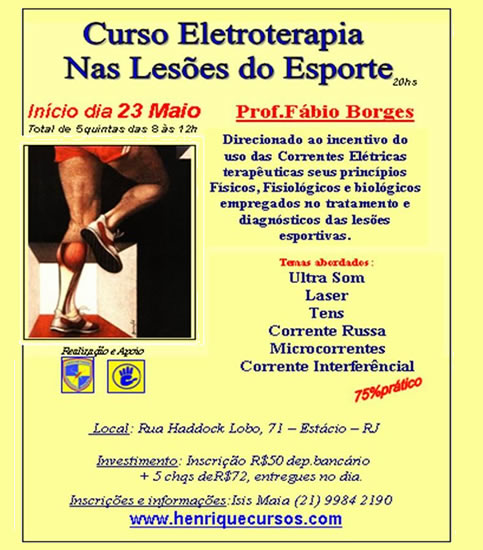 Curso Eletroterapia
Nas Lesões do Esporte
20hs
Início dia 23 Maio
Total de 5 quintas das 8 às 12h
Prof.Fábio Borges
Direcionado ao incentivo do
uso das Correntes Elétricas
terapêuticas seus princípios
Físicos, Fisiológicos e biológicos
empregados no tratamento e
diagnósticos das lesões
esportivas.
Temas abordados:
Ultra Som
Laser
Tens
Corrente Russa
Microcorrentes
Corrente Interferêncial
75%prático
Realização e Apoio
Local: Rua Haddock Lobo, 71 – Estácio – RJ
Investimento: Inscrição R$50 dep.bancário
+ 5 chqs deR$72, entregues no dia.
Inscrições e informações:Isis Maia (21) 9984 2190
www.henriquecursos.com